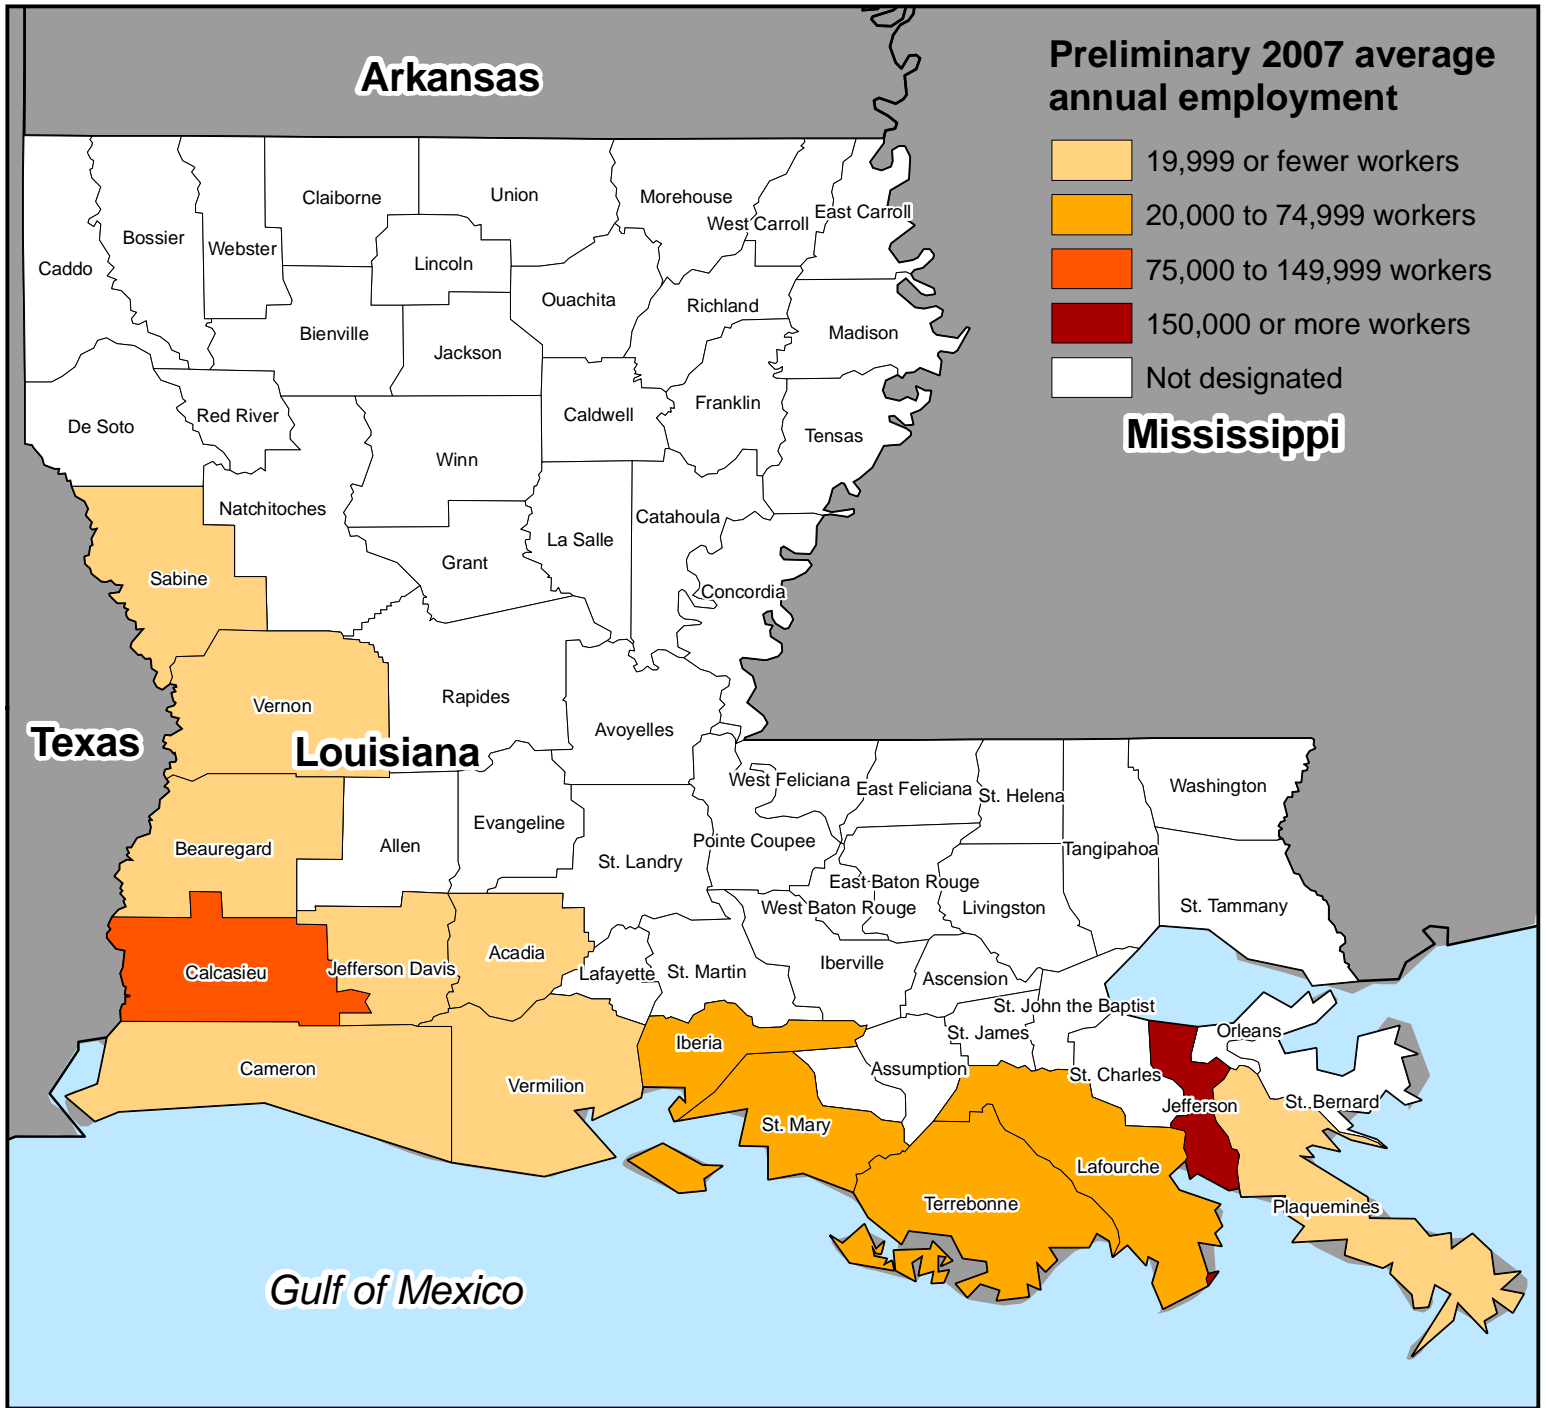 Arkansas
Preliminary 2007 average
annual employment
19,999 or fewer workers
20,000 to 74,999 workers
75,000 to 149,999 workers
150,000 or more workers
Not designated
Mississippi
Texas
Louisiana
Gulf of Mexico
Claiborne
Union
Morehouse
West Carroll
East Carroll
Bossier
Webster
Caddo
Lincoln
Ouachita
Richland
Madison
Bienville
Jackson
Franklin
Caldwell
Red River
De Soto
Tensas
Winn
Natchitoches
Catahoula
La Salle
Grant
Sabine
Concordia
Rapides
Vernon
Avoyelles
West Feliciana
East Feliciana
St. Helena
Washington
Evangeline
Pointe Coupee
Allen
Beauregard
St. Landry
Tangipahoa
East Baton Rouge
West Baton Rouge
Livingston
St. Tammany
Acadia
Jefferson Davis
Calcasieu
Lafayette
St. Martin
Iberville
Ascension
St. John the Baptist
St. James
Orleans
Iberia
Cameron
Vermilion
Assumption
St. Charles
Jefferson
St. Bernard
St. Mary
Lafourche
Terrebonne
Plaquemines